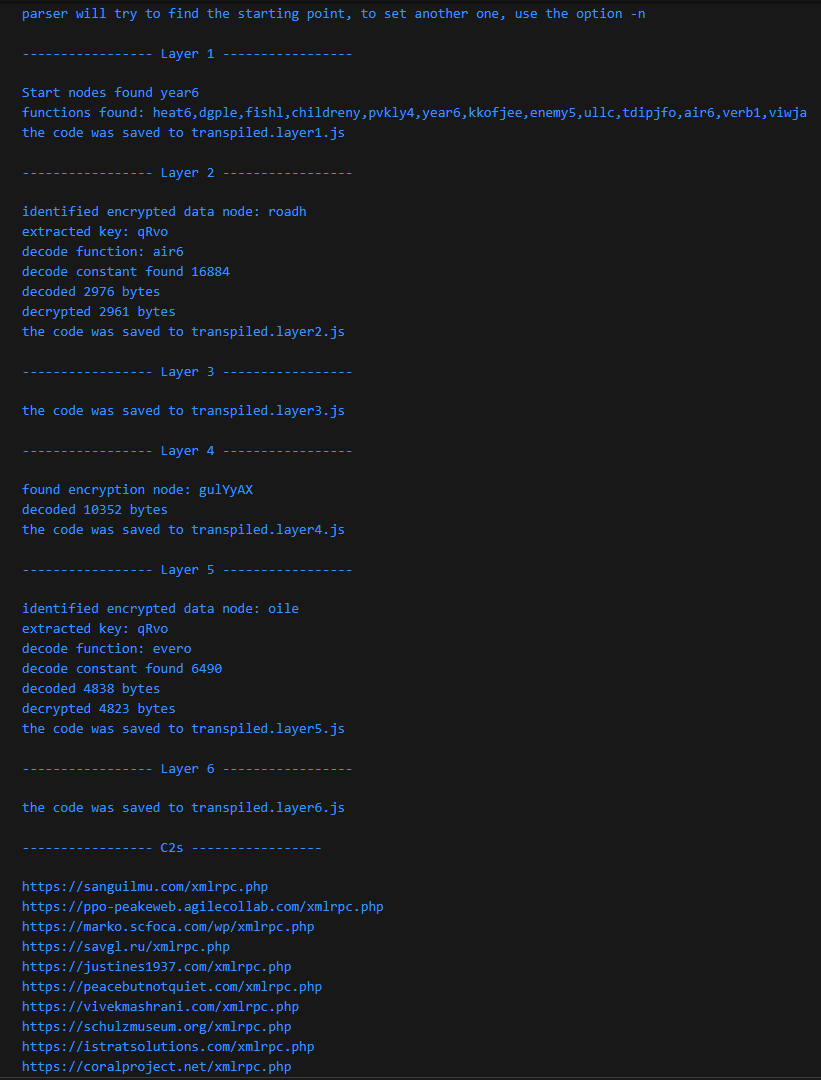 parser will try to find the starting point, to set another one, use the option -n
----------------- Layer 1 -----------------
Start nodes found year6
functions found: heat6,dgple,fishl,childreny,pvkly4,year6,kkofjee,enemy5,ullc,tdipjfo,air6,verb1,viwja
the code was saved to transpiled.layer1.js
----------------- Layer 2 -----------------
identified encrypted data node: roadh
extracted key: qRvo
decode function: air6
decode constant found 16884
decoded 2976 bytes
decrypted 2961 bytes
the code was saved to transpiled.layer2.js
----------------- Layer 3 -----------------
the code was saved to transpiled.layer3.js
----------------- Layer 4 -----------------
found encryption node: gulYyAX
decoded 10352 bytes
the code was saved to transpiled.layer4.js
----------------- Layer 5 -----------------
identified encrypted data node: oile
extracted key: qRvo
decode function: evero
decode constant found 6490
decoded 4838 bytes
decrypted 4823 bytes
the code was saved to transpiled.layer5.js
----------------- Layer 6 -----------------
the code was saved to transpiled.layer6.js
----------------- C2s -----------------
https://sanguilmu.com/xmlrpc.php
https://ppo-peakeweb.agilecollab.com/xmlrpc.php
https://marko.scfoca.com/wp/xmlrpc.php
https://savgl.ru/xmlrpc.php
https://justines1937.com/xmlrpc.php
https://peacebutnotquiet.com/xmlrpc.php
https://vivekmashrani.com/xmlrpc.php
https://schulzmuseum.org/xmlrpc.php
https://istratsolutions.com/xmlrpc.php
https://coralproject.net/xmlrpc.php